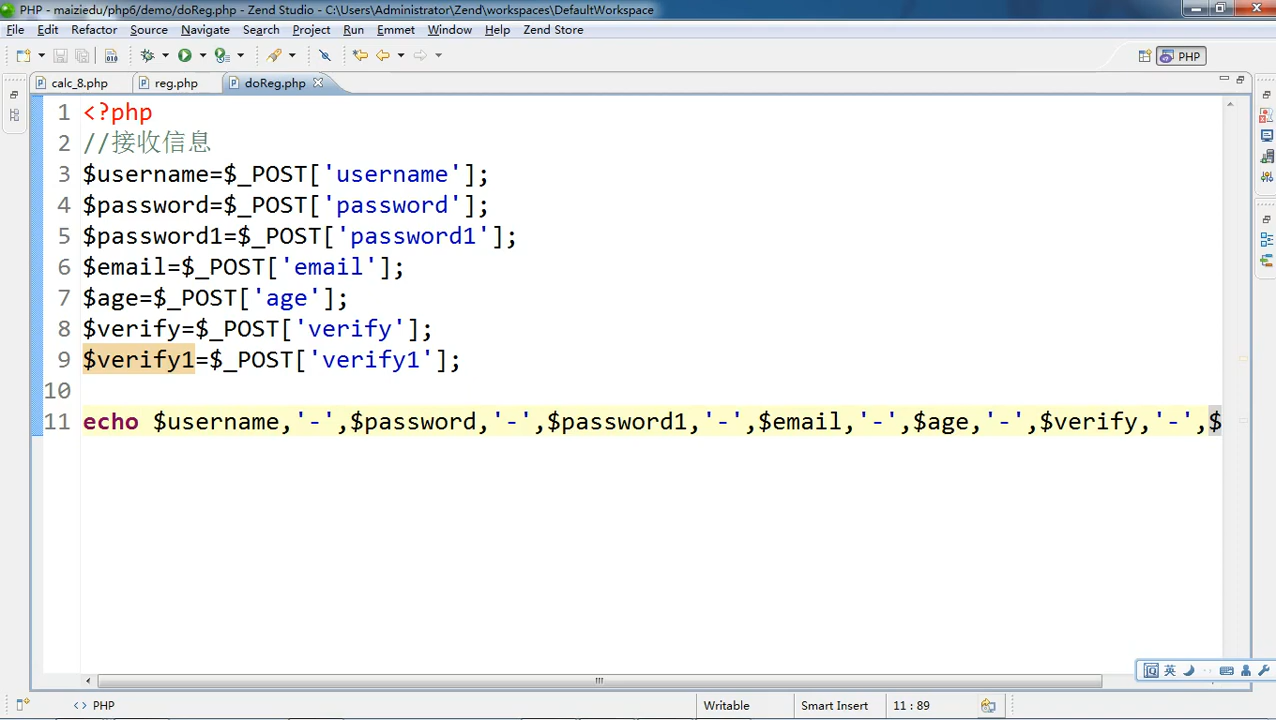 PHP - maiziedu/php6/demo/doReg.php - Zend Studio - C:\Users\Administrator\Zend\workspaces\DefaultWorkspace
File Edit Refactor Source Navigate Search Project Run Emmet Window Help Zend Store
PHP
calc_8.php reg.php doReg.php
1 <?php
2 //接收信息
3 $username=$_POST['username'];
4 $password=$_POST['password'];
5 $password1=$_POST['password1'];
6 $email=$_POST['email'];
7 $age=$_POST['age'];
8 $verify=$_POST['verify'];
9 $verify1=$_POST['verify1'];
10
11 echo $username,'-',$password,'-',$password1,'-',$email,'-',$age,'-',$verify,'-',$
英
<> PHP Writable Smart Insert 11 : 89